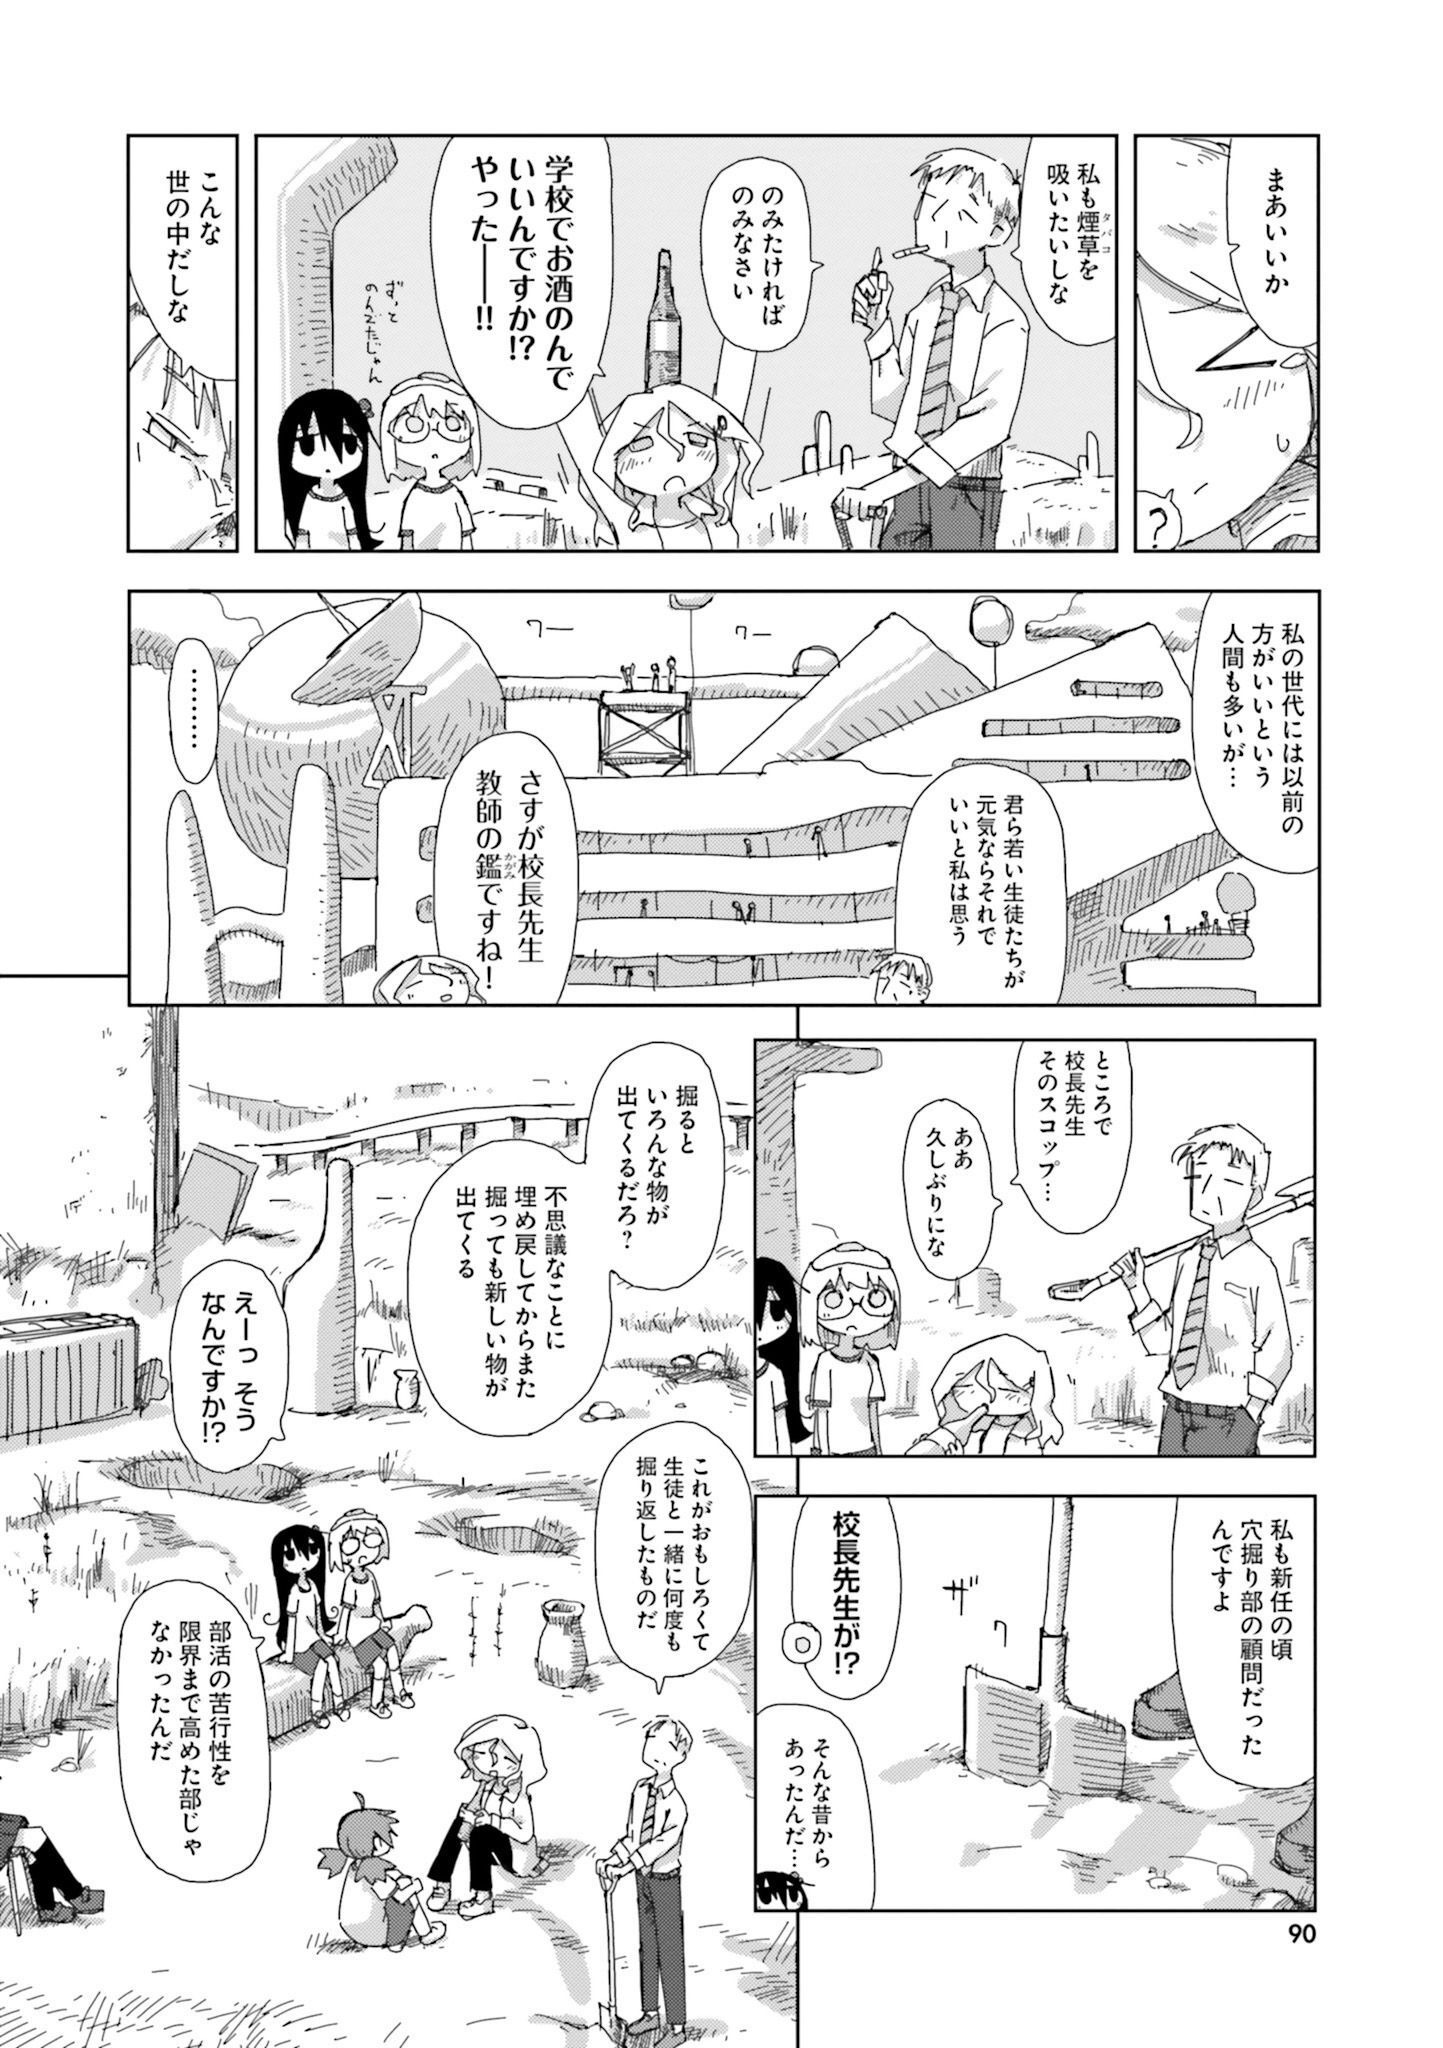 まあいいか
?
私も煙草を
タバコ
吸いたいしな
のみたければ
のみなさい
学校でお酒のんで
いいんですか!?
やったーー!!
ずっと
のんでたじゃん
こんな
世の中だしな
私の世代には以前の
方がいいという
人間も多いが…
君ら若い生徒たちが
元気ならそれで
いいと私は思う
ワー
ワー
さすが校長先生
教師の鑑ですね!
かがみ
………
ところで
校長先生
そのスコップ…
ああ
久しぶりにな
私も新任の頃
穴掘り部の顧問だった
んですよ
ザク
校長先生が!?
そんな昔から
あったんだ…
掘ると
いろんな物が
出てくるだろ?
不思議なことに
埋め戻してからまた
掘っても新しい物が
出てくる
えーっ そう
なんですか!?
これがおもしろくて
生徒と一緒に何度も
掘り返したものだ
部活の苦行性を
限界まで高めた部じゃ
なかったんだ
90